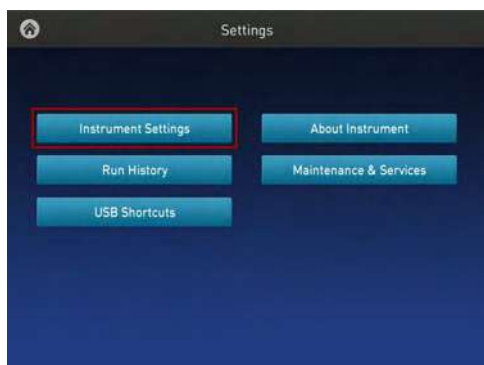 Settings
Instrument Settings
About Instrument
Run History
Maintenance & Services
USB Shortcuts